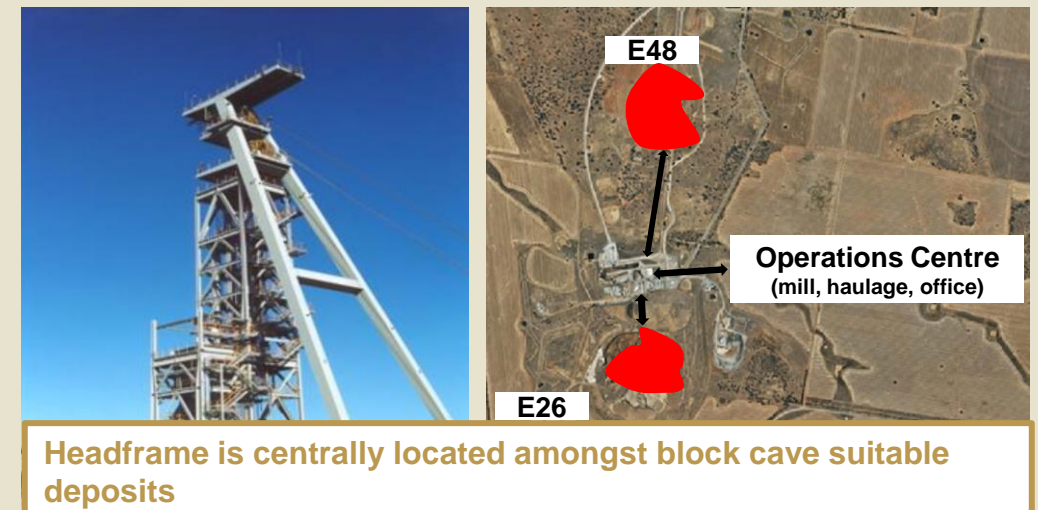 E48
Operations Centre
(mill, haulage, office)
E26
Headframe is centrally located amongst block cave suitable
deposits